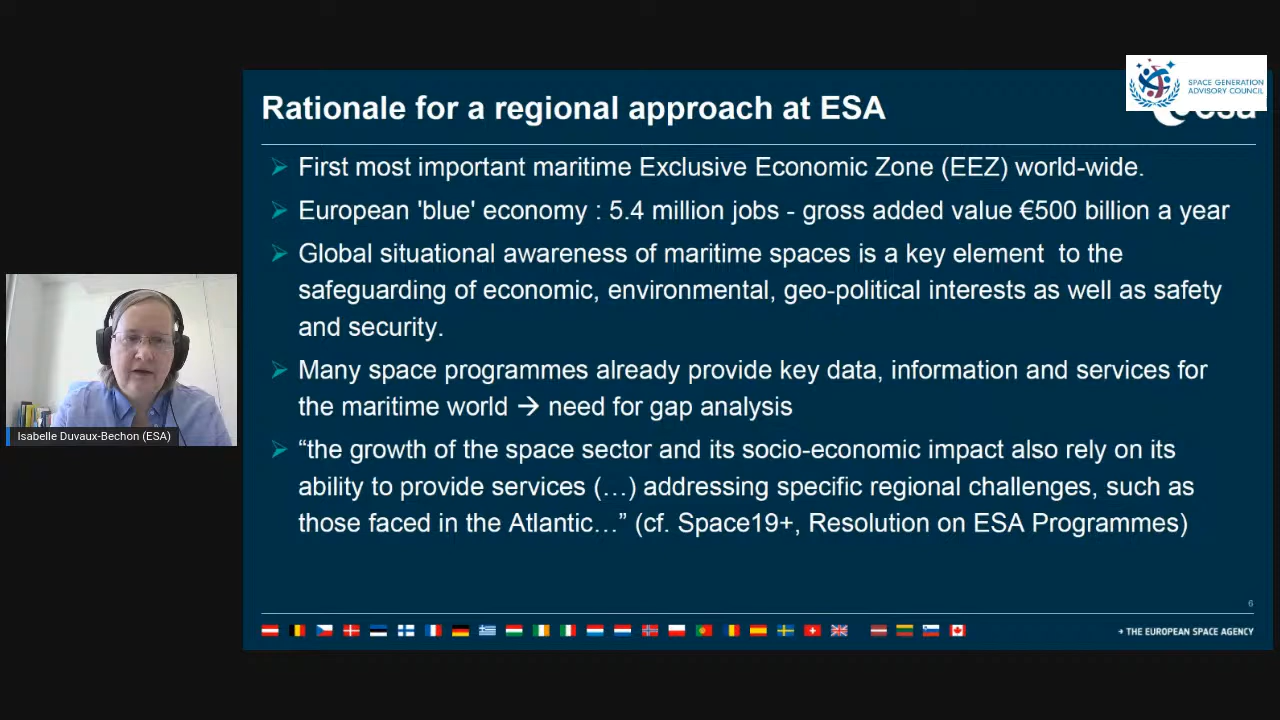 SPACE GENERATION
ADVISORY COUNCIL
esa
Rationale for a regional approach at ESA
First most important maritime Exclusive Economic Zone (EEZ) world-wide.
European 'blue' economy : 5.4 million jobs - gross added value €500 billion a year
Global situational awareness of maritime spaces is a key element to the
safeguarding of economic, environmental, geo-political interests as well as safety
and security.
Many space programmes already provide key data, information and services for
the maritime world → need for gap analysis
“the growth of the space sector and its socio-economic impact also rely on its
ability to provide services (…) addressing specific regional challenges, such as
those faced in the Atlantic…” (cf. Space19+, Resolution on ESA Programmes)
Isabelle Duvaux-Bechon (ESA)
6
→ THE EUROPEAN SPACE AGENCY